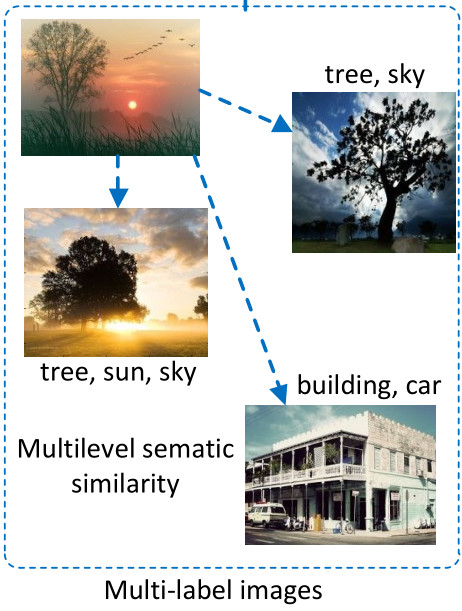 tree, sky
tree, sun, sky
building, car
Multilevel sematic
similarity
Multi-label images